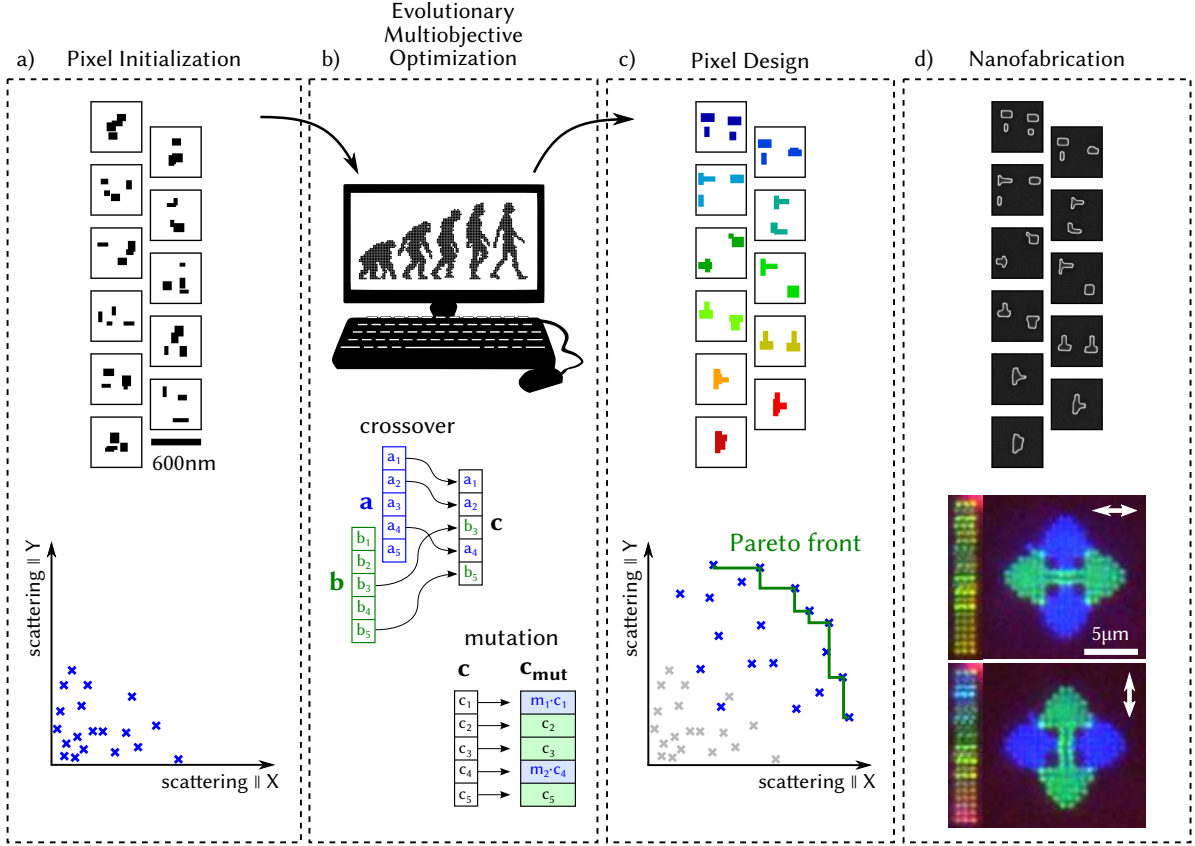 a) Pixel Initialization
600nm
scattering || Y
scattering || X
b) Evolutionary
Multiobjective
Optimization
crossover
a
a₁
a₂
a₃
a₄
a₅
b
b₁
b₂
b₃
b₄
b₅
c
a₁
a₂
b₃
a₄
b₅
mutation
c
c₁
c₂
c₃
c₄
c₅
c_mut
m₁·c₁
c₂
c₃
m₂·c₄
c₅
c) Pixel Design
Pareto front
scattering || Y
scattering || X
d) Nanofabrication
5μm